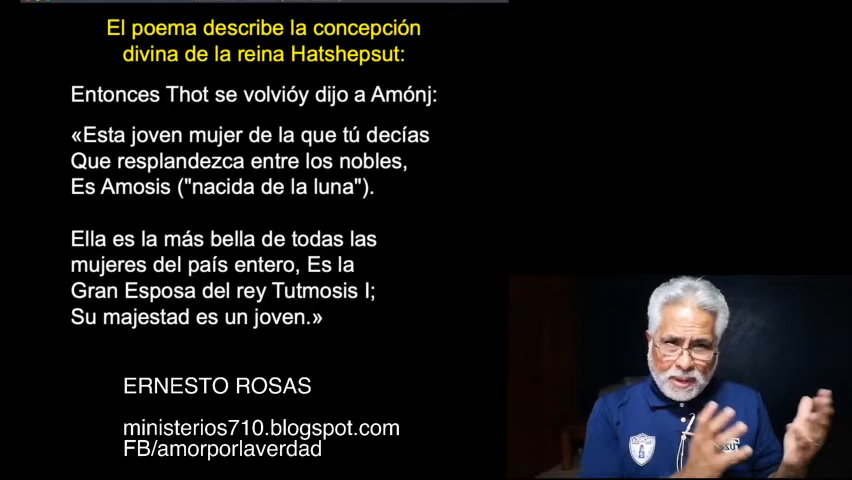 El poema describe la concepción
divina de la reina Hatshepsut:
Entonces Thot se volvióy dijo a Amónj:
«Esta joven mujer de la que tú decías
Que resplandezca entre los nobles,
Es Amosis ("nacida de la luna").
Ella es la más bella de todas las
mujeres del país entero, Es la
Gran Esposa del rey Tutmosis I;
Su majestad es un joven.»
ERNESTO ROSAS
ministerios710.blogspot.com
FB/amorporlaverdad